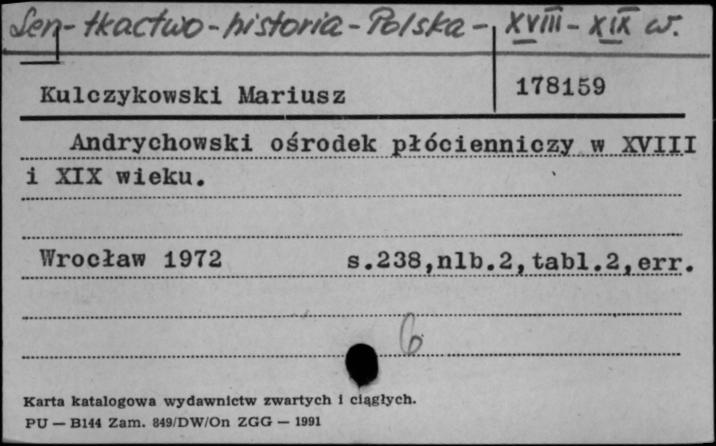 Len - tkactwo - historia - Polska - XVIII - XIX w.
Kulczykowski Mariusz
178159
Andrychowski ośrodek płócienniczy w XVIII
i XIX wieku.
Wrocław 1972 s.238,nlb.2,tabl.2,err.
6
Karta katalogowa wydawnictw zwartych i ciągłych.
PU — B144 Zam. 849/DW/On ZGG — 1991